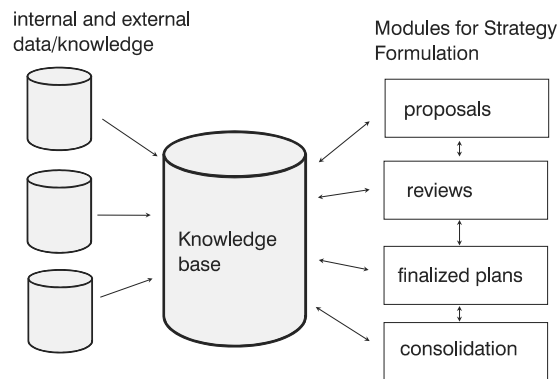 internal and external
data/knowledge
Modules for Strategy
Formulation
proposals
reviews
Knowledge
base
finalized plans
consolidation